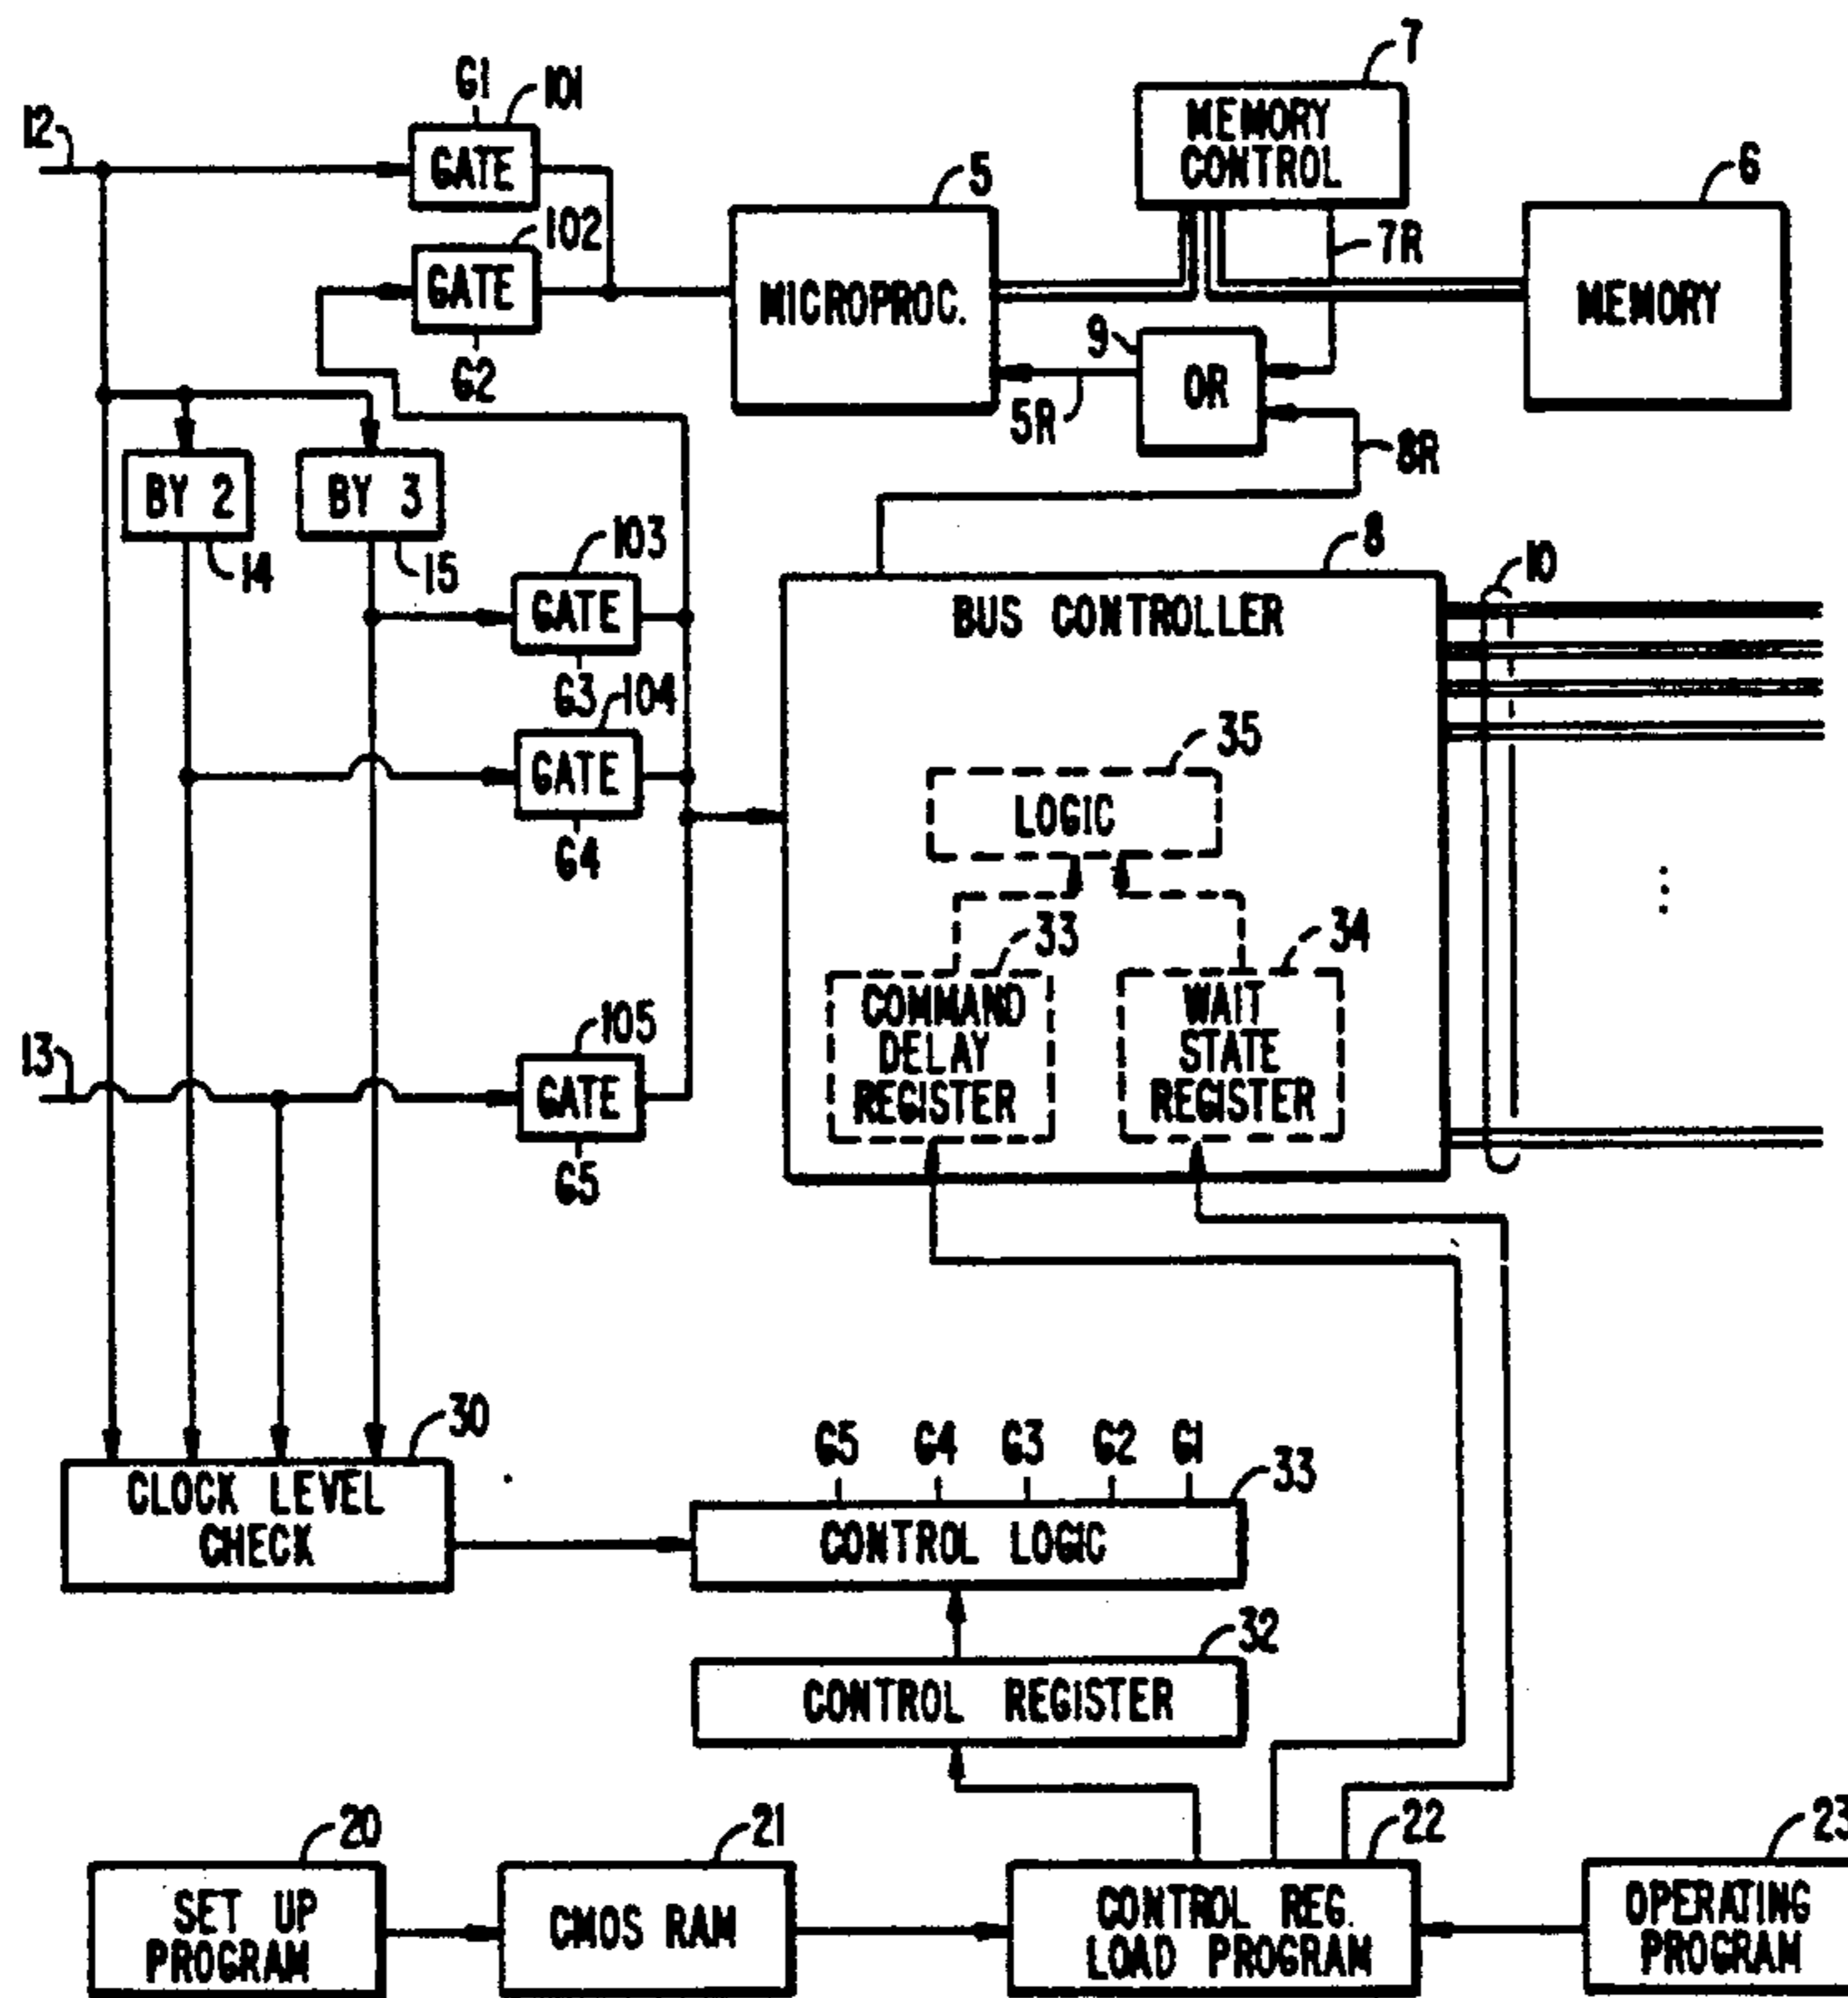 7
G1
101
12
GATE
MEMORY
CONTROL
5
6
102
7R
GATE
MICROPROC.
MEMORY
9
G2
OR
5R
8R
BY 2
BY 3
103
8
10
14
15
GATE
BUS CONTROLLER
G3
104
35
GATE
LOGIC
G4
33
34
COMMAND
DELAY
REGISTER
WAIT
STATE
REGISTER
105
13
GATE
G5
30
G5
G4
G3
G2
G1
33
CLOCK LEVEL
CHECK
CONTROL LOGIC
32
CONTROL REGISTER
20
21
22
23
SET UP
PROGRAM
CMOS RAM
CONTROL REG.
LOAD PROGRAM
OPERATING
PROGRAM